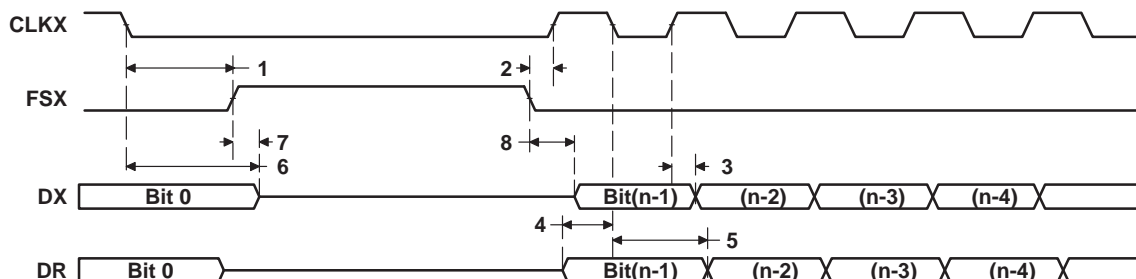 CLKX
1 2
FSX
7 8
6 3
DX Bit 0 Bit(n-1) (n-2) (n-3) (n-4)
4 5
DR Bit 0 Bit(n-1) (n-2) (n-3) (n-4)